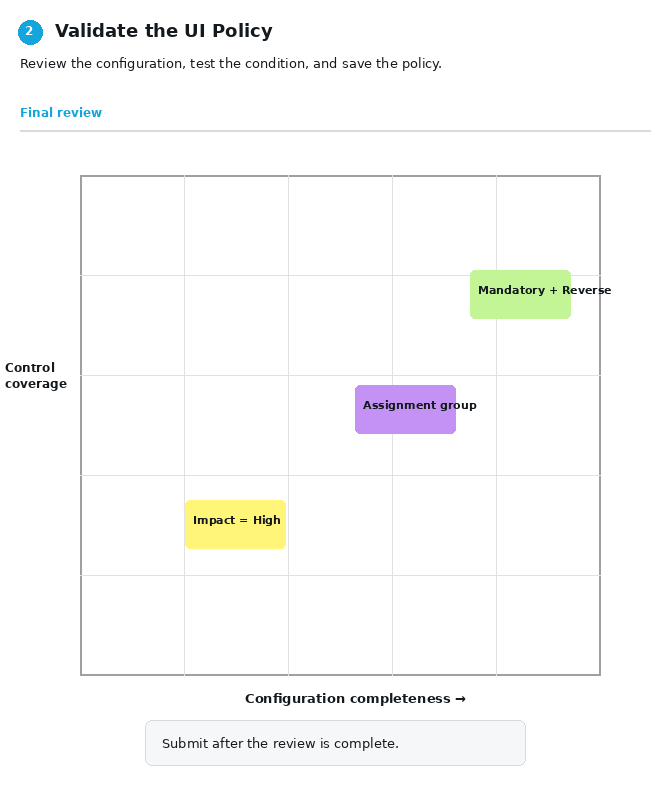 2
Validate the UI Policy
Review the configuration, test the condition, and save the policy.
Final review
Mandatory + Reverse
Control
coverage
Assignment group
Impact = High
Configuration completeness →
Submit after the review is complete.